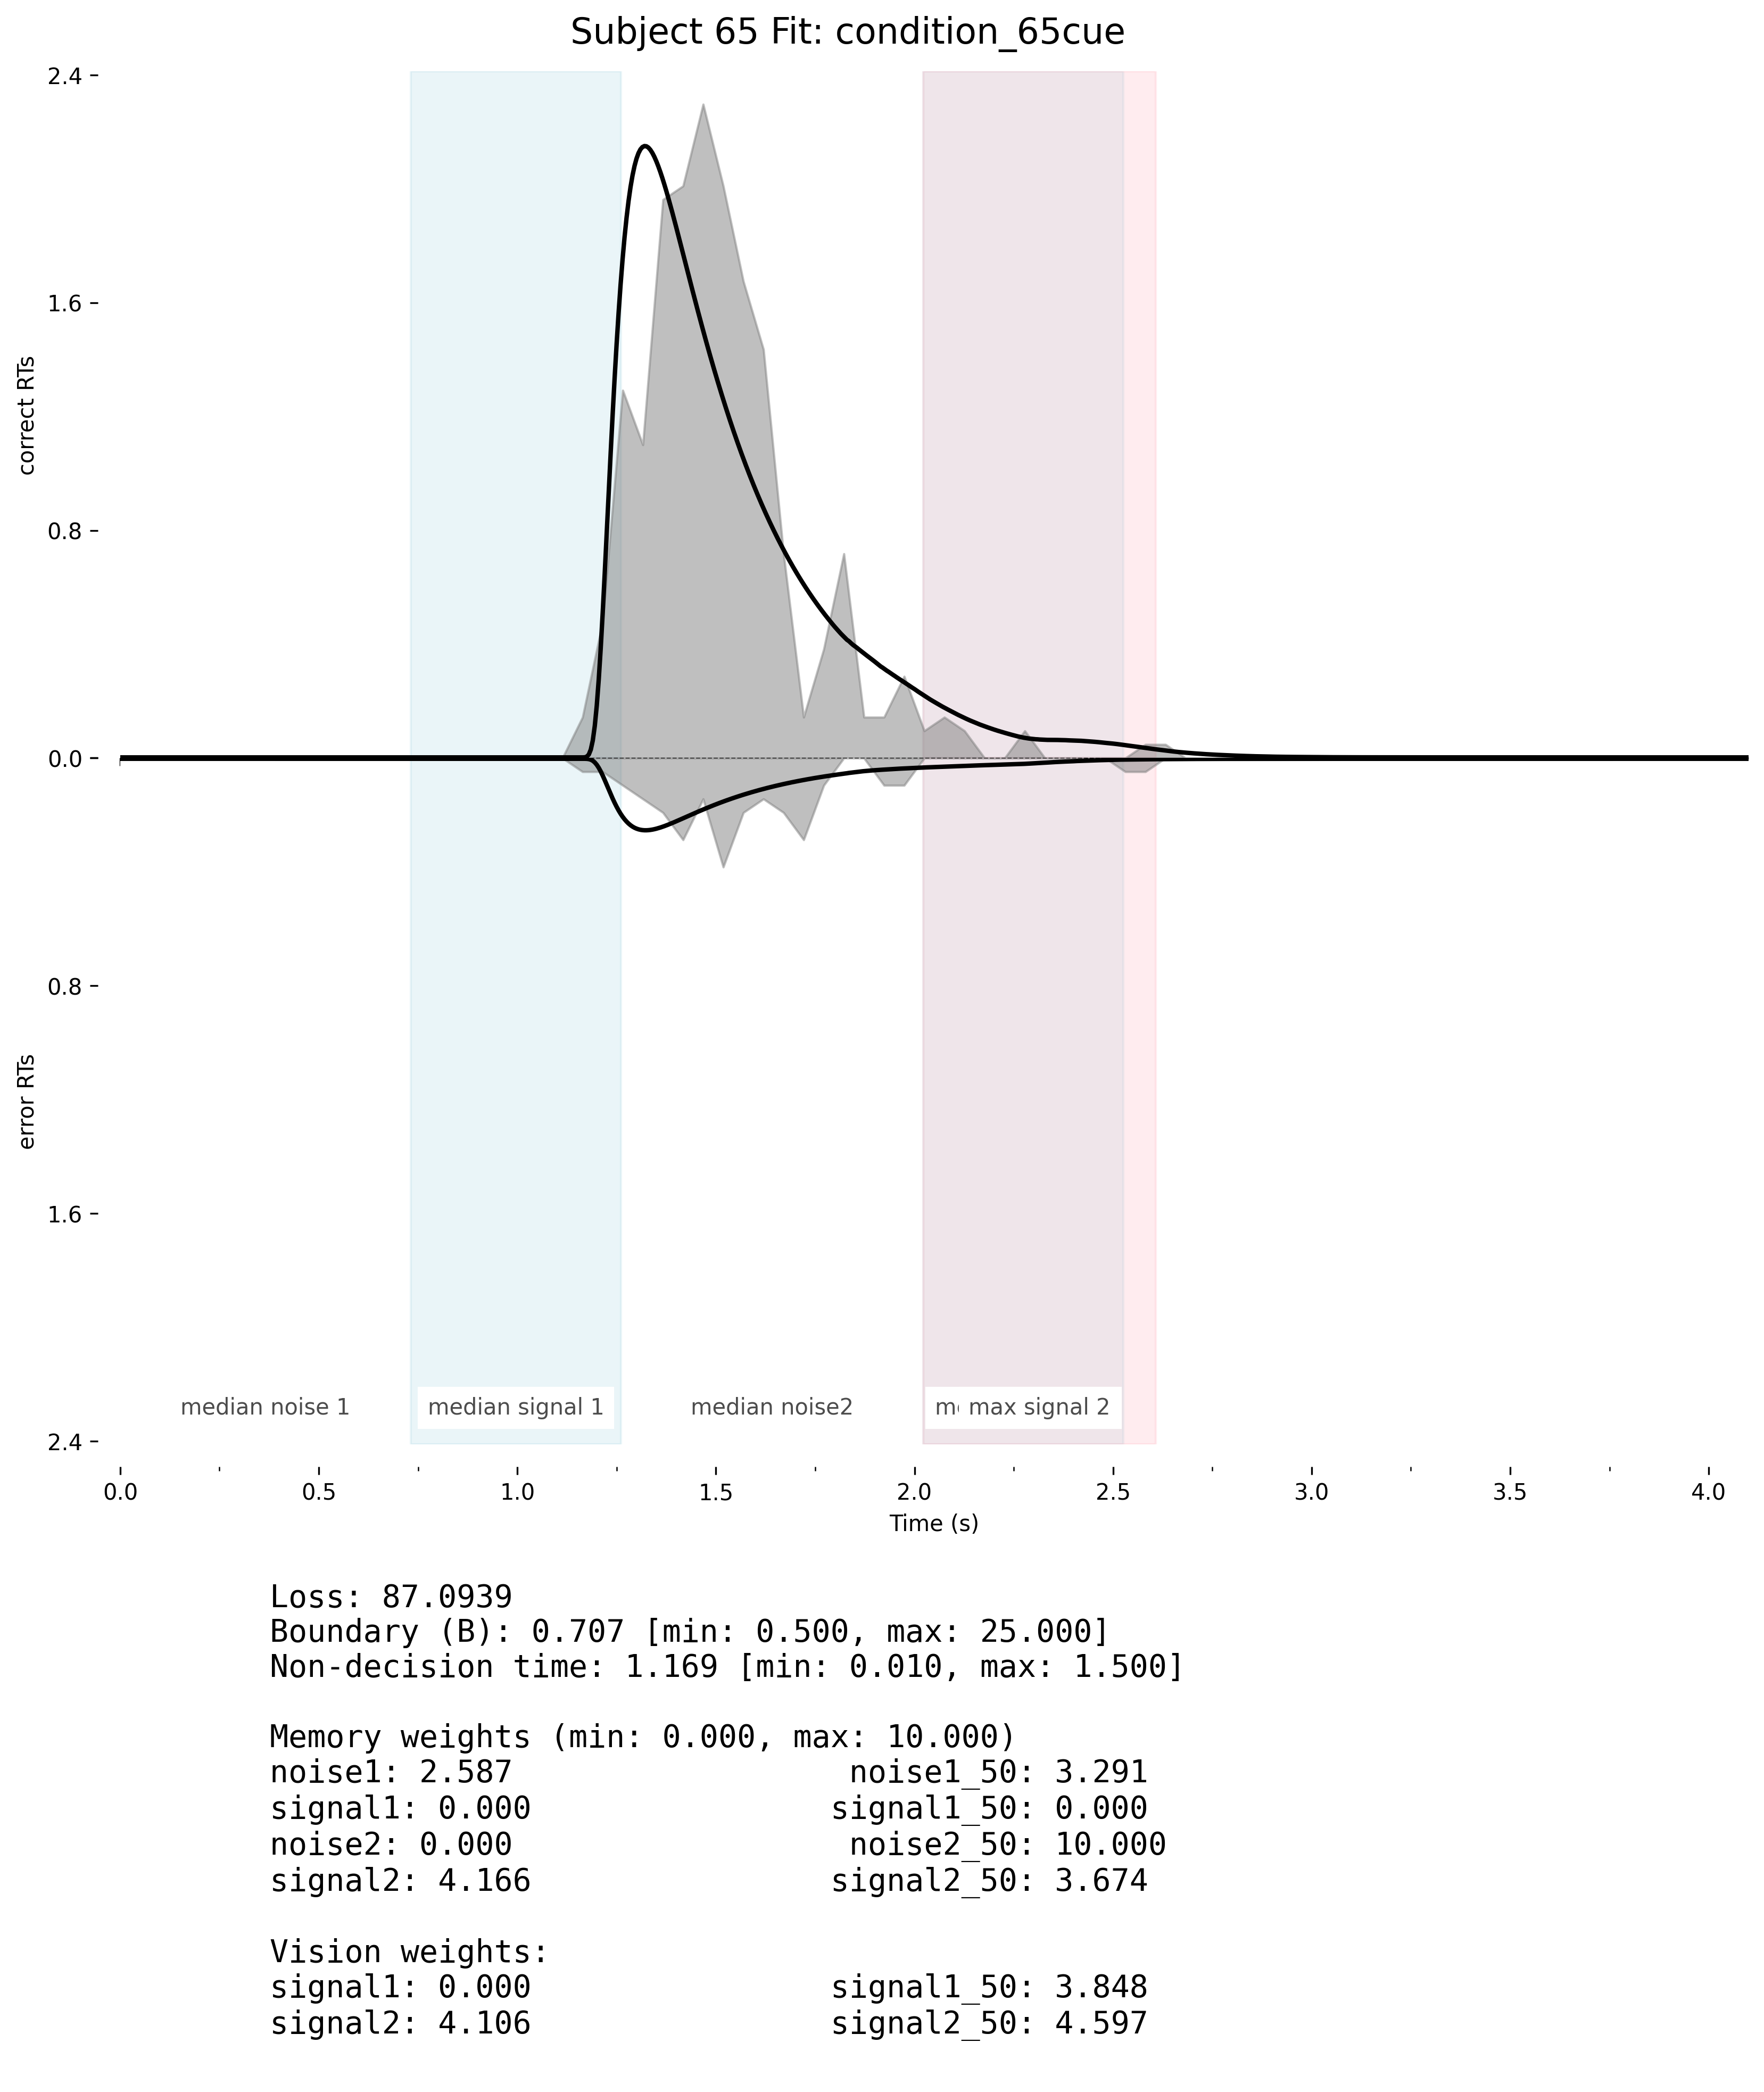 Subject 65 Fit: condition_65cue
2.4
1.6
0.8
0.0
0.8
1.6
2.4
correct RTs
error RTs
median noise 1
median signal 1
median noise2
max signal 2
0.0 0.5 1.0 1.5 2.0 2.5 3.0 3.5 4.0
Time (s)
Loss: 87.0939
Boundary (B): 0.707 [min: 0.500, max: 25.000]
Non-decision time: 1.169 [min: 0.010, max: 1.500]
Memory weights (min: 0.000, max: 10.000)
noise1: 2.587 noise1_50: 3.291
signal1: 0.000 signal1_50: 0.000
noise2: 0.000 noise2_50: 10.000
signal2: 4.166 signal2_50: 3.674
Vision weights:
signal1: 0.000 signal1_50: 3.848
signal2: 4.106 signal2_50: 4.597